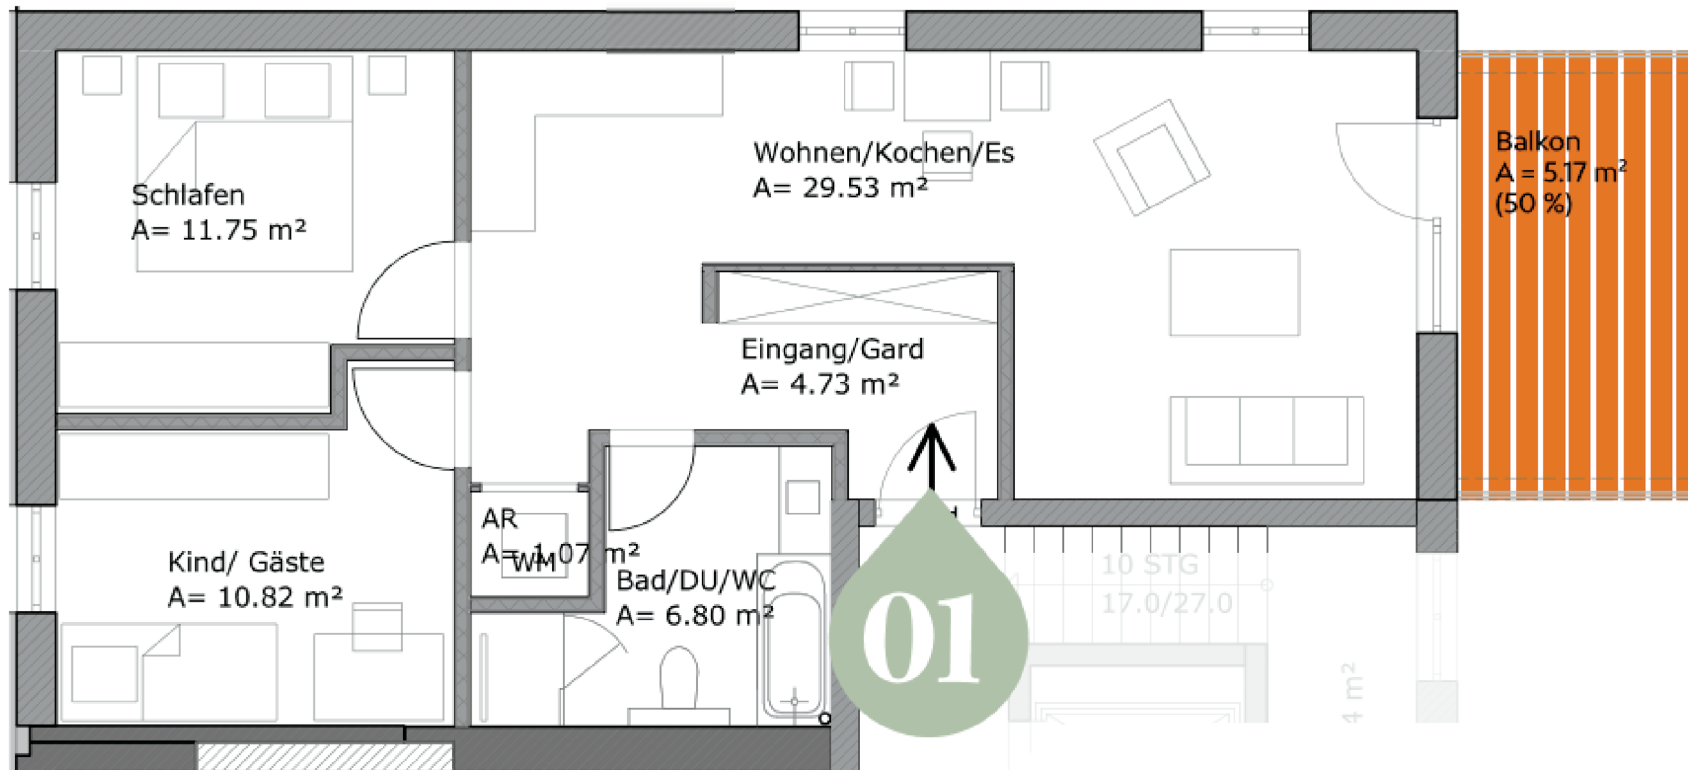 Wohnen/Kochen/Es
A= 29.53 m²
Balkon
A = 5.17 m²
(50 %)
Schlafen
A= 11.75 m²
Eingang/Gard
A= 4.73 m²
AR
A= 1.07 m²
WM
Kind/ Gäste
A= 10.82 m²
Bad/DU/WC
A= 6.80 m²
01
10 STG
17.0/27.0
4 m²